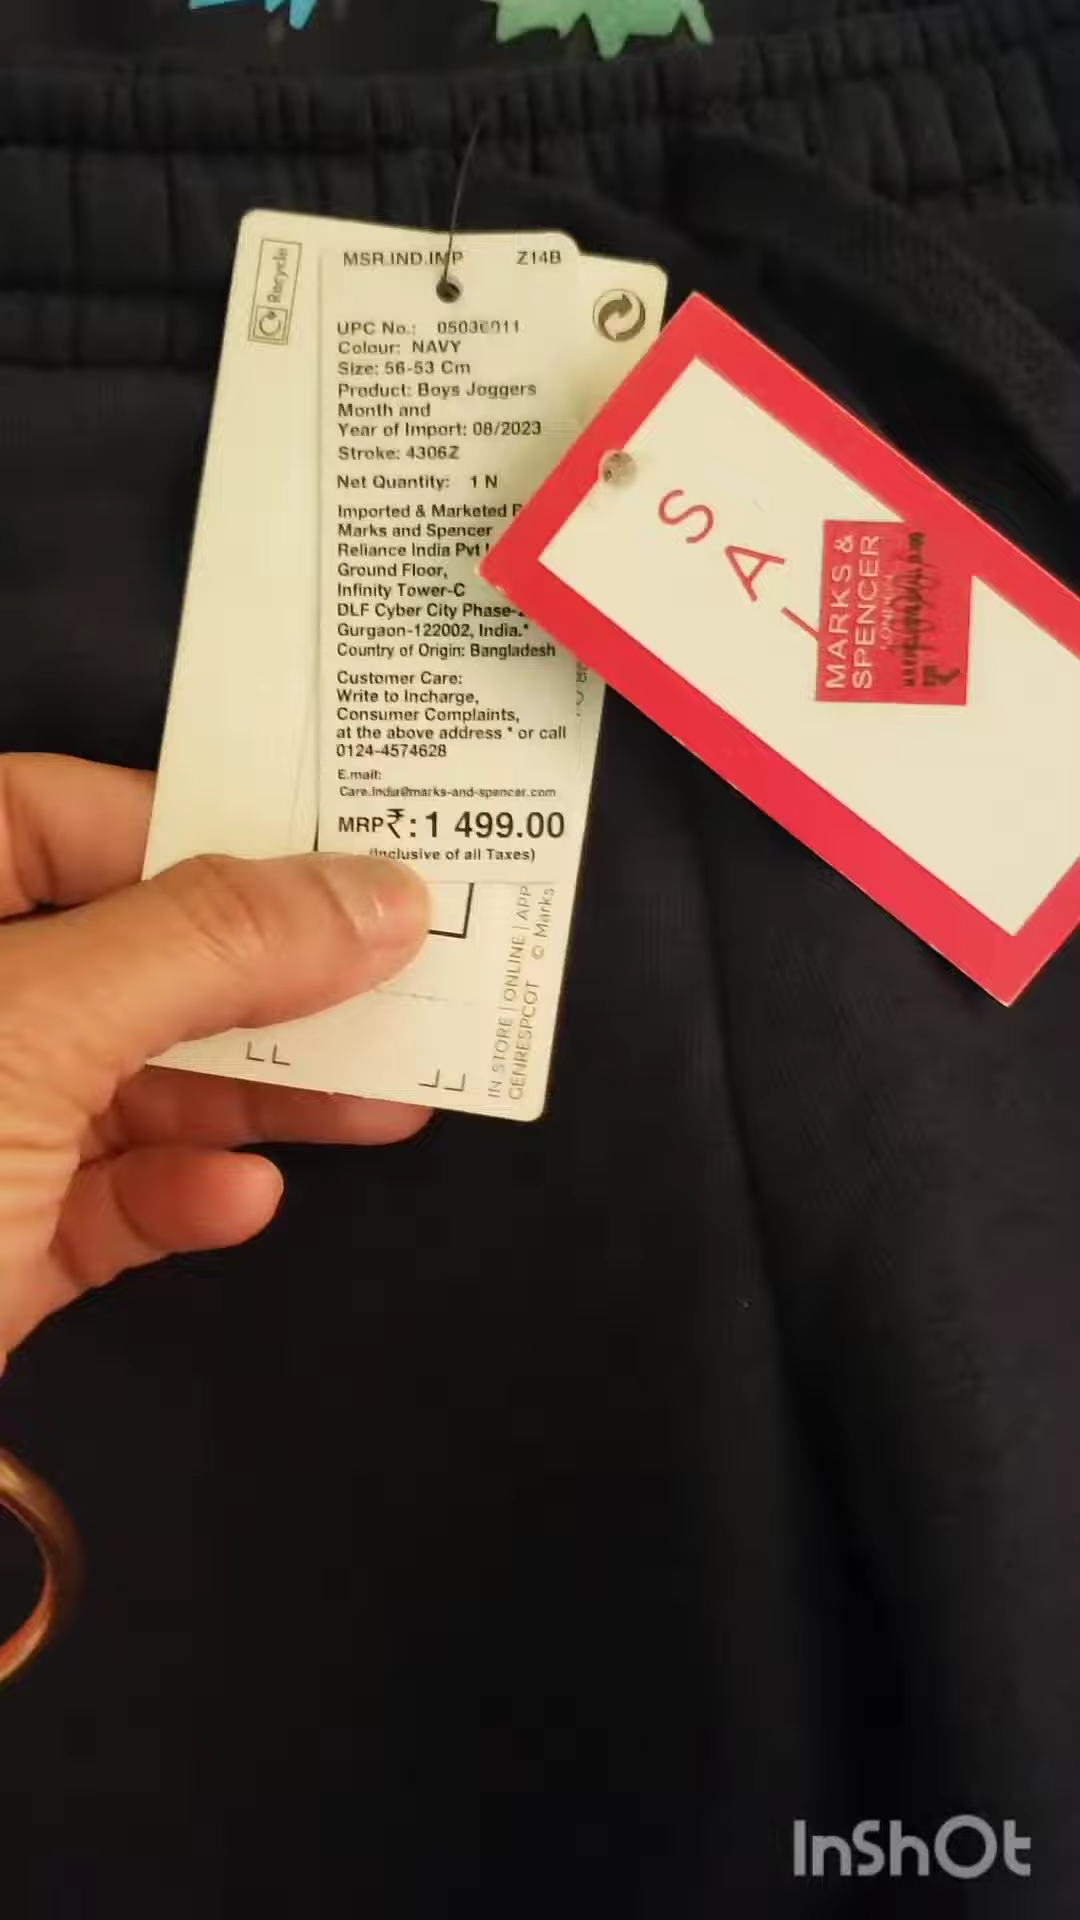 Recycle
MSR.IND.IMP Z14B
UPC No.: 05036011
Colour: NAVY
Size: 56-53 Cm
Product: Boys Joggers
Month and
Year of Import: 08/2023
Stroke: 4306Z
Net Quantity: 1 N
Imported & Marketed
Marks and Spencer
Reliance India Pvt
Ground Floor,
Infinity Tower-C
DLF Cyber City Phase-
Gurgaon-122002, India.*
Country of Origin: Bangladesh
Customer Care:
Write to Incharge,
Consumer Complaints,
at the above address * or call
0124-4574628
E.mail:
Care.India@marks-and-spencer.com
MRP₹:1 499.00
(Inclusive of all Taxes)
IN STORE | ONLINE | APP
GENRESPCOT © Marks
SAL
MARKS &
SPENCER
LONDON
InShOt